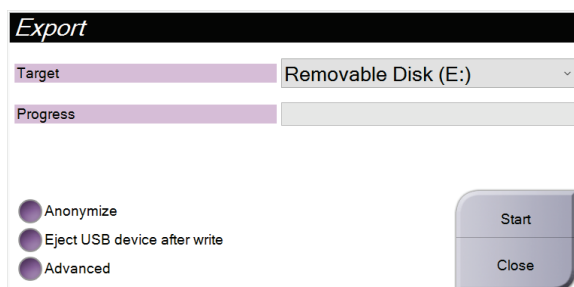 Export
Target
Removable Disk (E:)
Progress
Anonymize
Eject USB device after write
Advanced
Start
Close